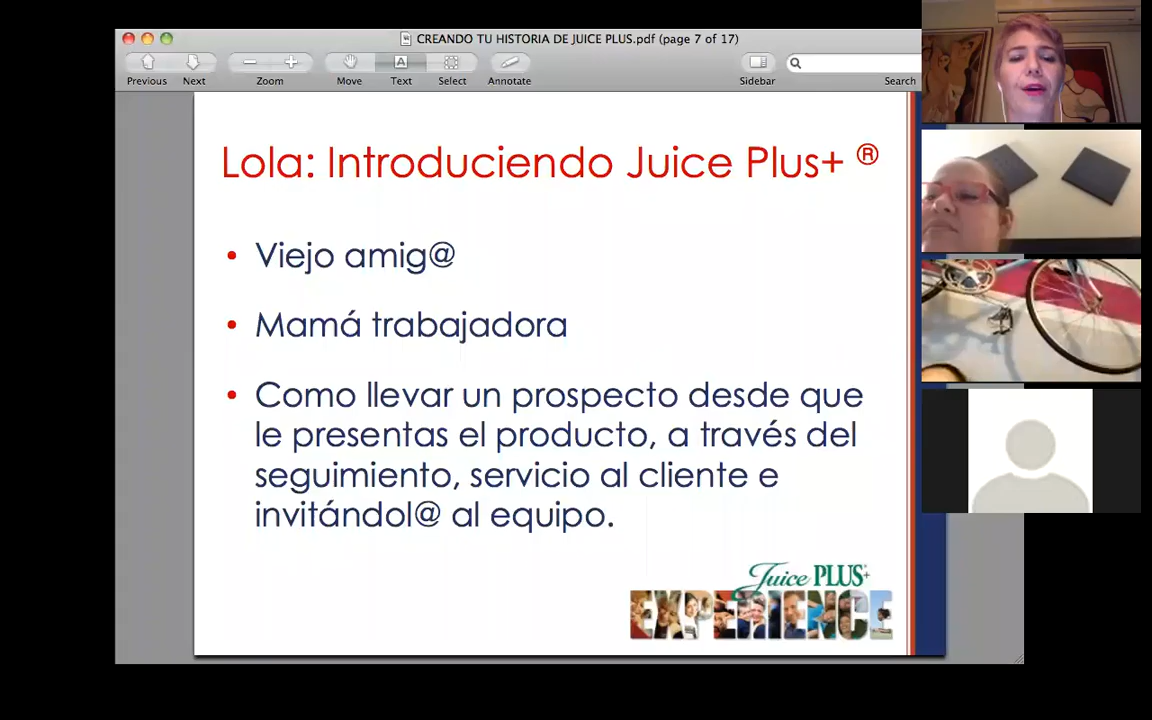 CREANDO TU HISTORIA DE JUICE PLUS.pdf (page 7 of 17)
Previous
Next
Zoom
Move
Text
Select
Annotate
Sidebar
Search
Lola: Introduciendo Juice Plus+ ®
• Viejo amig@
• Mamá trabajadora
• Como llevar un prospecto desde que
le presentas el producto, a través del
seguimiento, servicio al cliente e
invitándol@ al equipo.
Juice PLUS+®
EXPERIENCE